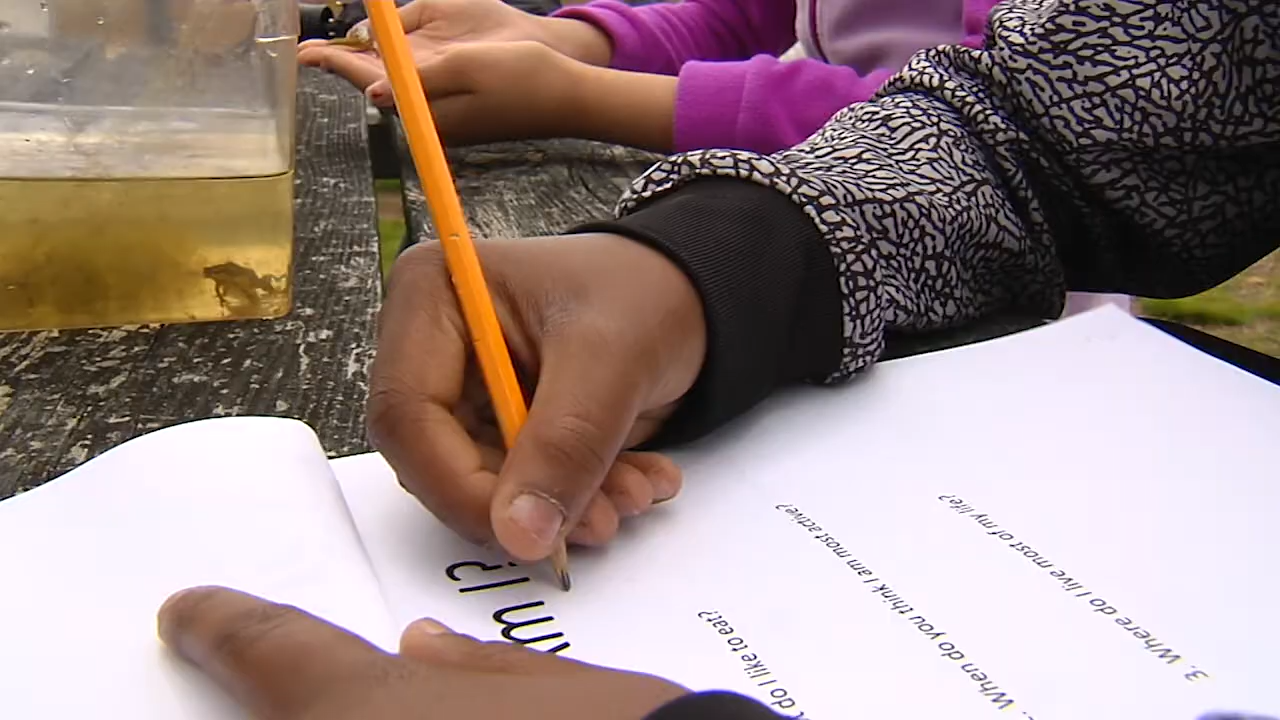 m I?
do I like to eat?
. When do you think I am most active?
3. Where do I live most of my life?